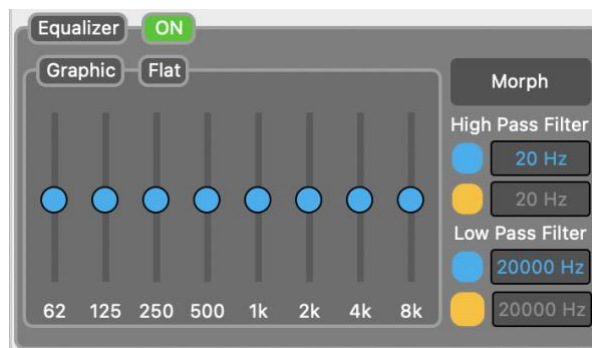 Equalizer ON
Graphic Flat
Morph
High Pass Filter
20 Hz
20 Hz
Low Pass Filter
20000 Hz
20000 Hz
62 125 250 500 1k 2k 4k 8k